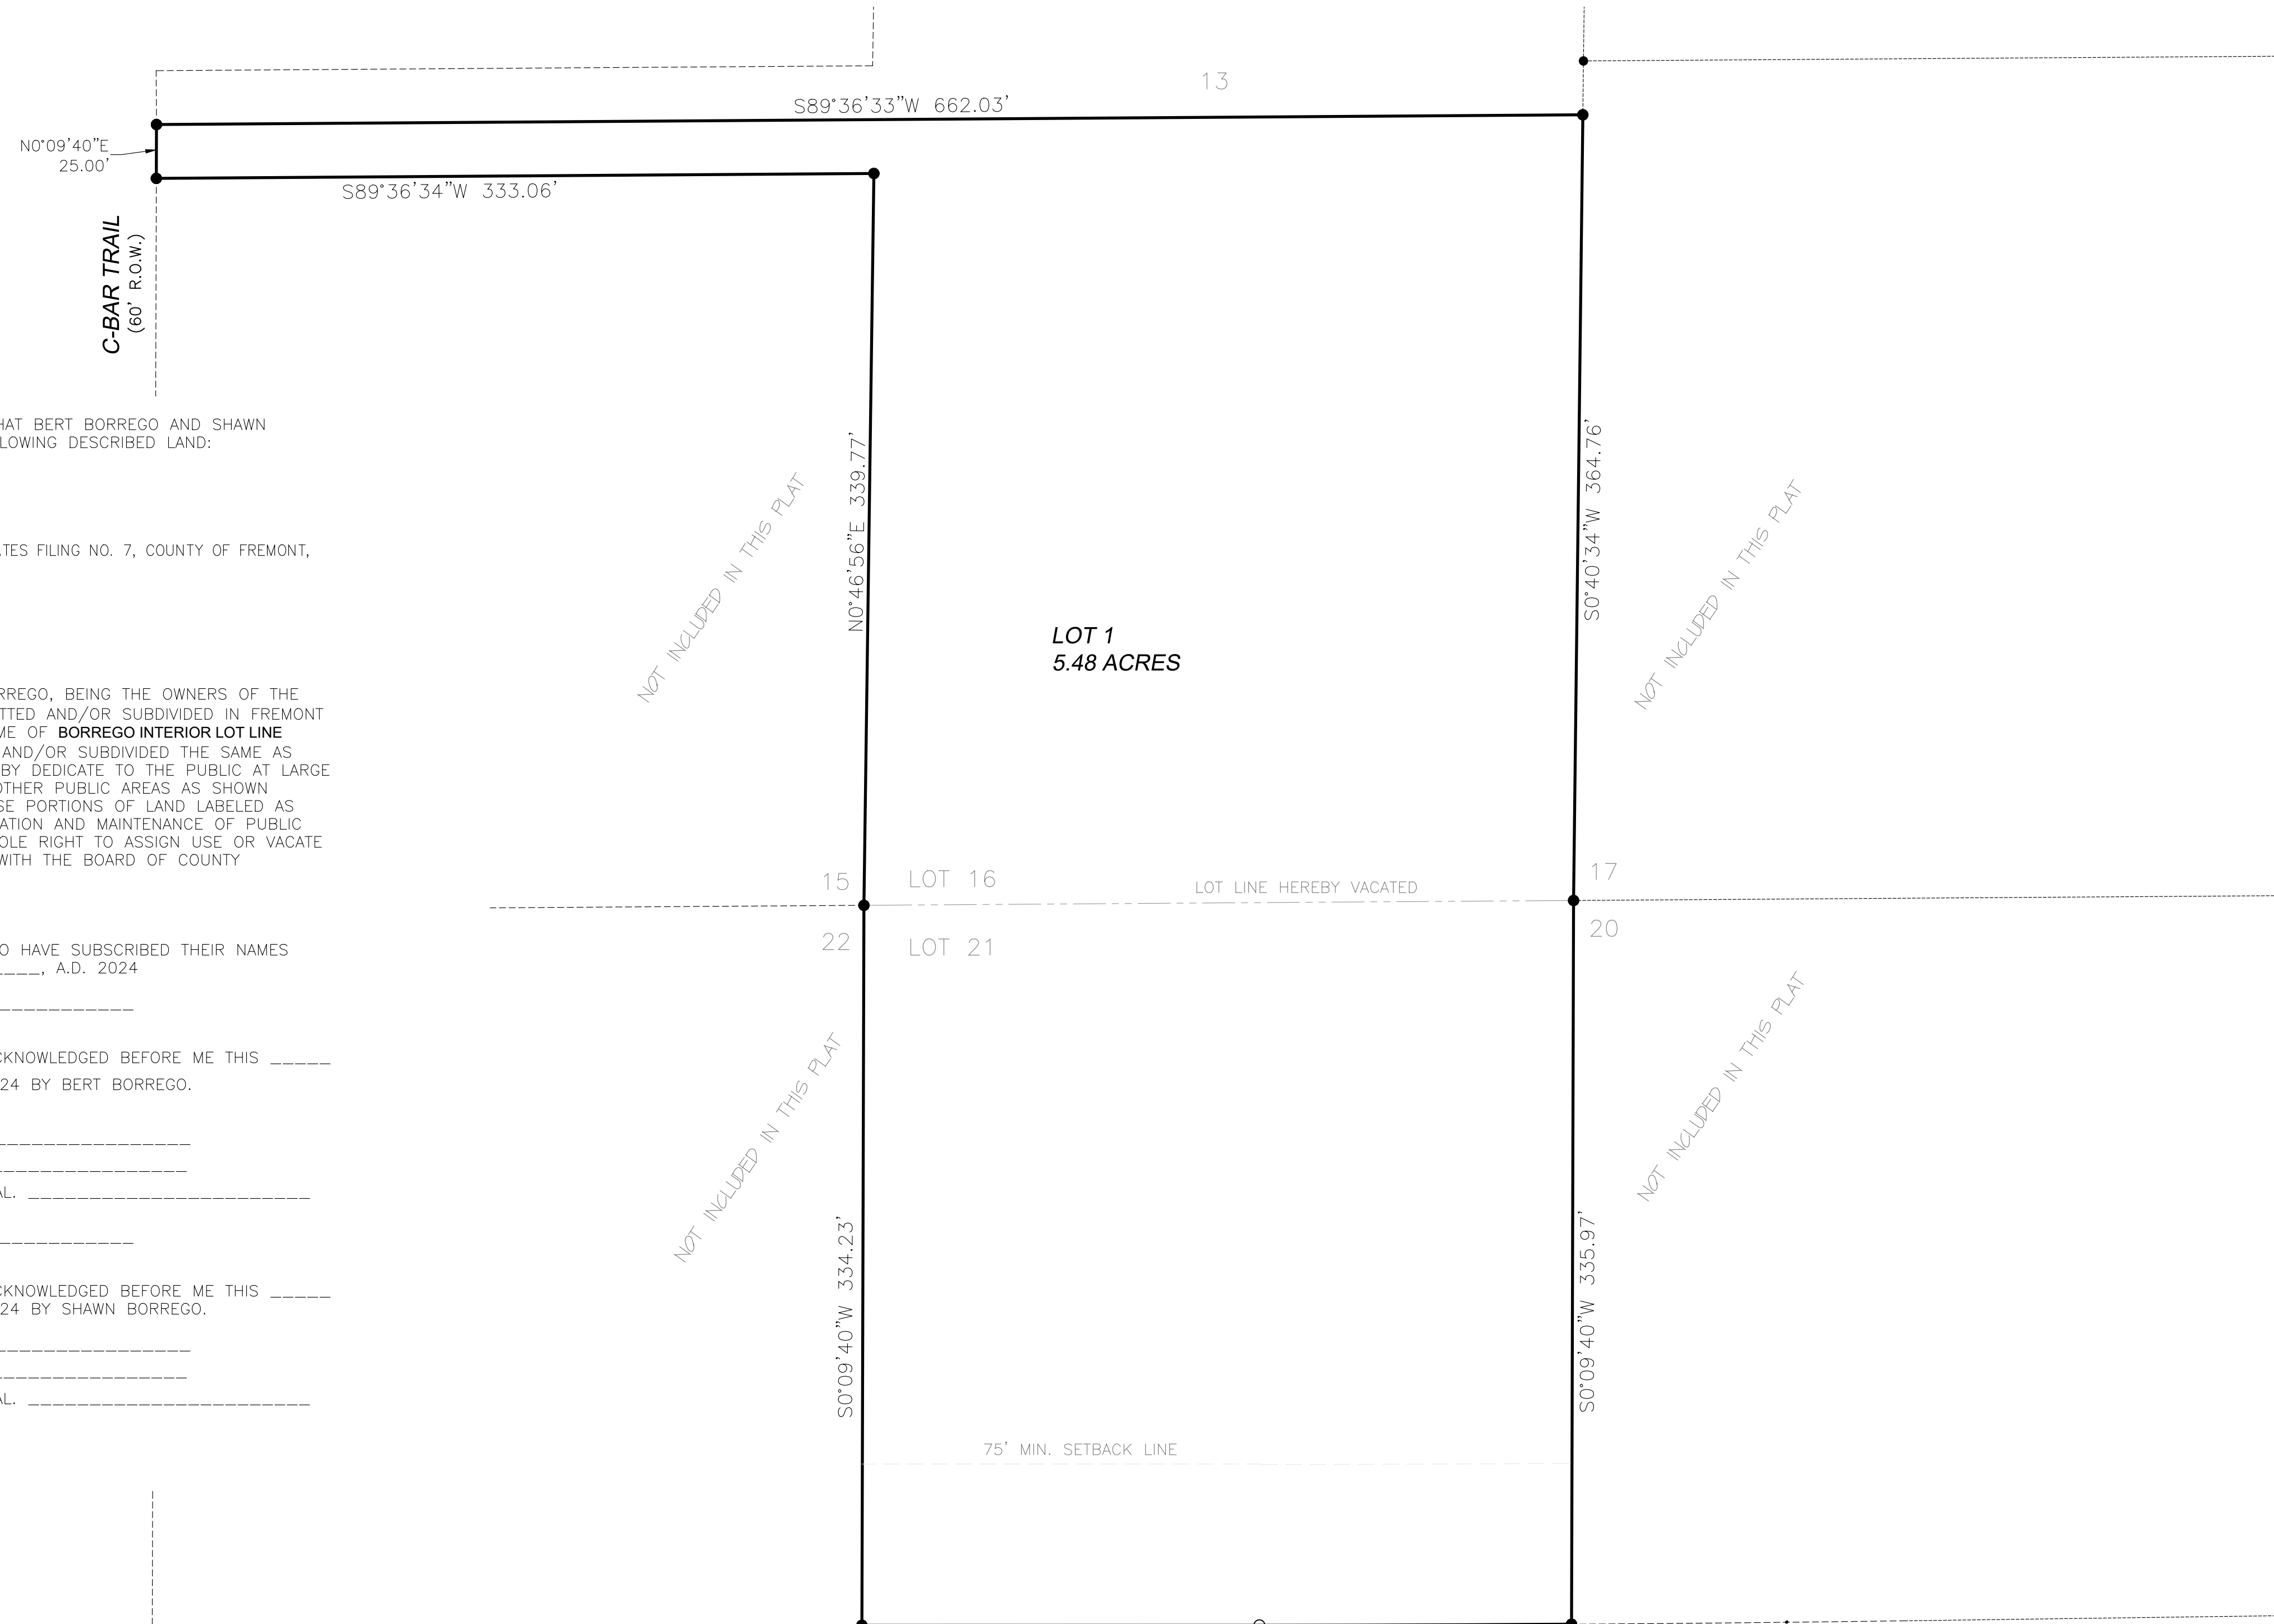 13
S89°36'33"W 662.03'
N0°09'40"E
25.00'
S89°36'34"W 333.06'
C-BAR TRAIL
(60' R.O.W.)
HAT BERT BORREGO AND SHAWN
LOWING DESCRIBED LAND:
ATES FILING NO. 7, COUNTY OF FREMONT,
RREGO, BEING THE OWNERS OF THE
TTED AND/OR SUBDIVIDED IN FREMONT
ME OF BORREGO INTERIOR LOT LINE
AND/OR SUBDIVIDED THE SAME AS
BY DEDICATE TO THE PUBLIC AT LARGE
OTHER PUBLIC AREAS AS SHOWN
SE PORTIONS OF LAND LABELED AS
ATION AND MAINTENANCE OF PUBLIC
OLE RIGHT TO ASSIGN USE OR VACATE
WITH THE BOARD OF COUNTY
O HAVE SUBSCRIBED THEIR NAMES
____, A.D. 2024
CKNOWLEDGED BEFORE ME THIS _____
24 BY BERT BORREGO.
AL. _______________________
CKNOWLEDGED BEFORE ME THIS _____
24 BY SHAWN BORREGO.
AL. _______________________
N0°46'56"E 339.77'
S0°40'34"W 364.76'
NOT INCLUDED IN THIS PLAT
NOT INCLUDED IN THIS PLAT
LOT 1
5.48 ACRES
15
LOT 16
LOT LINE HEREBY VACATED
17
22
LOT 21
20
NOT INCLUDED IN THIS PLAT
NOT INCLUDED IN THIS PLAT
S0°09'40"W 334.23'
S0°09'40"W 335.97'
75' MIN. SETBACK LINE